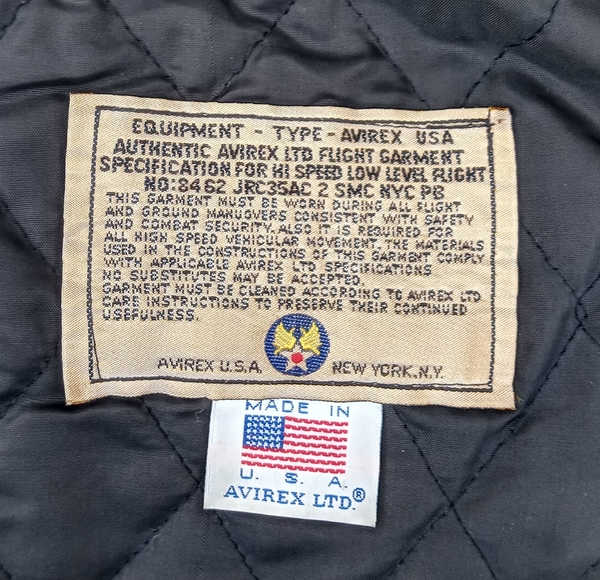 EQUIPMENT - TYPE - AVIREX USA
AUTHENTIC AVIREX LTD FLIGHT GARMENT
SPECIFICATION FOR HI SPEED LOW LEVEL FLIGHT
NO:8462 JRC35AC 2 SMC NYC PB
THIS GARMENT MUST BE WORN DURING ALL FLIGHT
AND GROUND MANUOVERS CONSISTENT WITH SAFETY
AND COMBAT SECURITY. ALSO IT IS REQUIRED FOR
ALL HIGH SPEED VEHICULAR MOVEMENT. THE MATERIALS
USED IN THE CONSTRUCTIONS OF THIS GARMENT COMPLY
WITH APPLICABLE AVIREX LTD SPECIFICATIONS
NO SUBSTITUTES MAY BE ACCEPTED.
GARMENT MUST BE CLEANED ACCORDING TO AVIREX LTD
CARE INSTRUCTIONS TO PRESERVE THEIR CONTINUED
USEFULNESS.
AVIREX U.S.A. NEW YORK.N.Y.
MADE IN
U. S. A.
AVIREX LTD.®